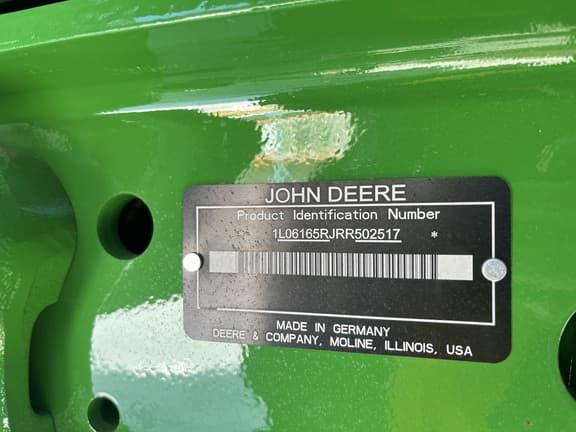 JOHN DEERE
Product Identification Number
1L06165RJRR502517 *
MADE IN GERMANY
DEERE & COMPANY, MOLINE, ILLINOIS, USA